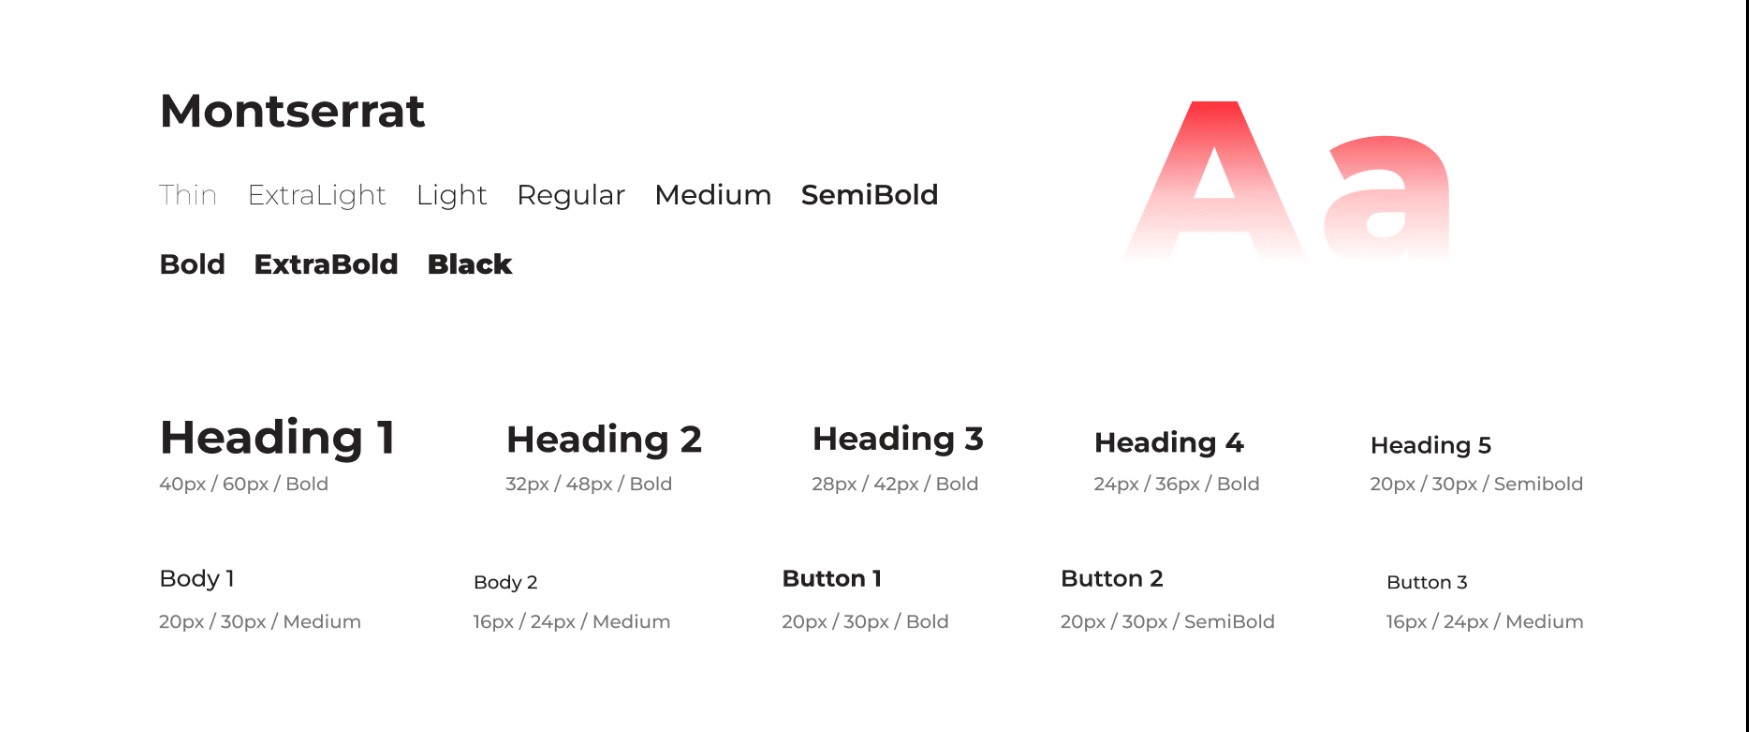 Montserrat
Aa
Thin ExtraLight Light Regular Medium SemiBold
Bold ExtraBold Black
Heading 1 Heading 2 Heading 3 Heading 4 Heading 5
40px / 60px / Bold 32px / 48px / Bold 28px / 42px / Bold 24px / 36px / Bold 20px / 30px / Semibold
Body 1 Body 2 Button 1 Button 2 Button 3
20px / 30px / Medium 16px / 24px / Medium 20px / 30px / Bold 20px / 30px / SemiBold 16px / 24px / Medium